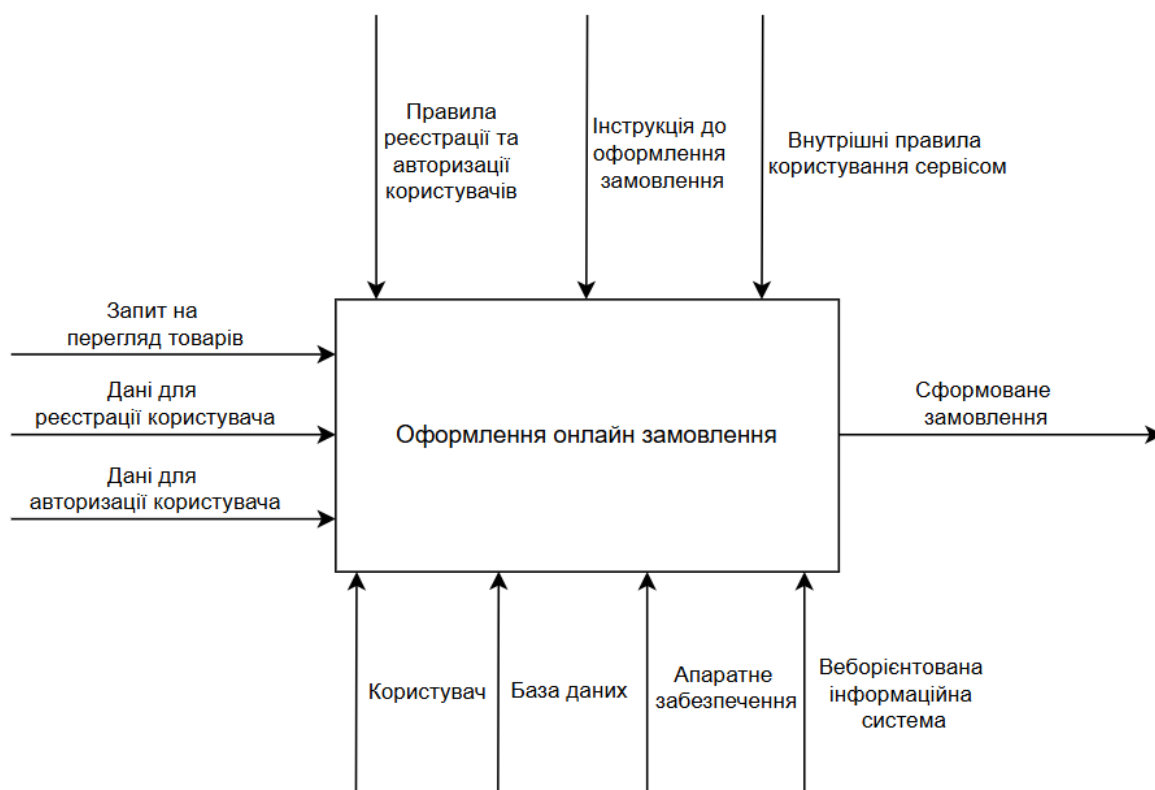 Правила
реєстрації та
авторизації
користувачів
Інструкція до
оформлення
замовлення
Внутрішні правила
користування сервісом
Запит на
перегляд товарів
Дані для
реєстрації користувача
Дані для
авторизації користувача
Оформлення онлайн замовлення
Сформоване
замовлення
Користувач
База даних
Апаратне
забезпечення
Веборієнтована
інформаційна
система